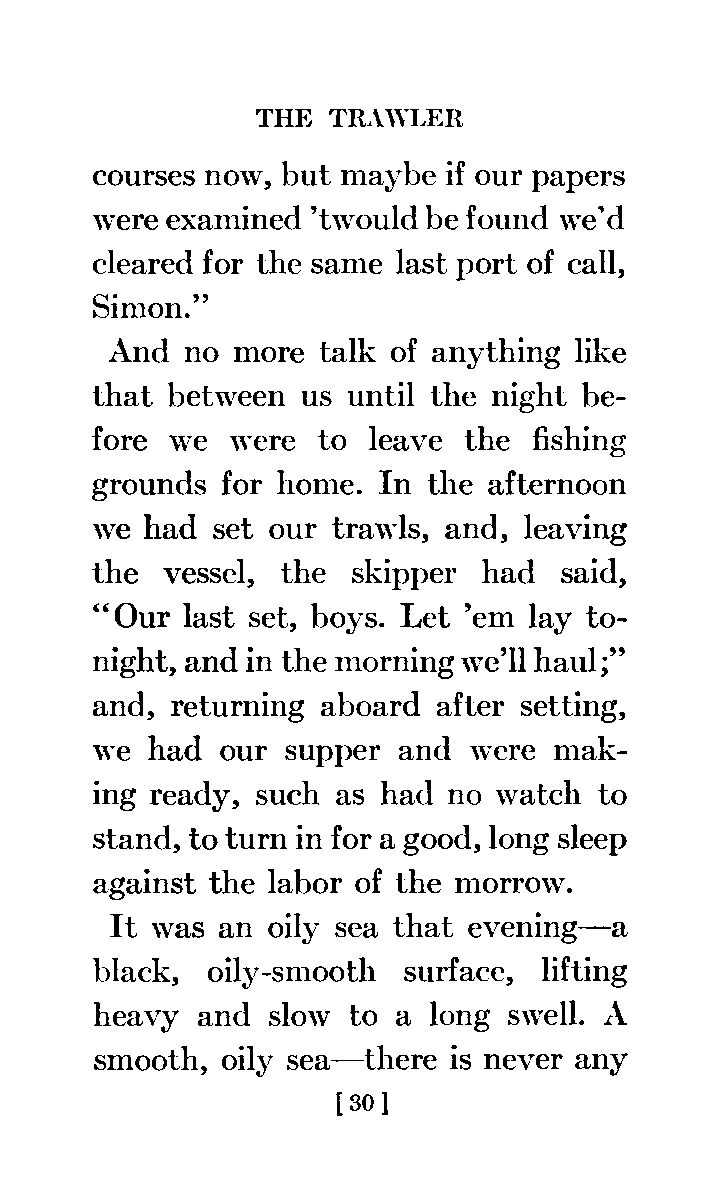 THE TRAWLER
courses now, but maybe if our papers
were examined ’twould be found we’d
cleared for the same last port of call,
Simon.”
And no more talk of anything like
that between us until the night be-
fore we were to leave the fishing
grounds for home. In the afternoon
we had set our trawls, and, leaving
the vessel, the skipper had said,
“Our last set, boys. Let ’em lay to-
night, and in the morning we’ll haul;”
and, returning aboard after setting,
we had our supper and were mak-
ing ready, such as had no watch to
stand, to turn in for a good, long sleep
against the labor of the morrow.
It was an oily sea that evening—a
black, oily-smooth surface, lifting
heavy and slow to a long swell. A
smooth, oily sea—there is never any
[30]